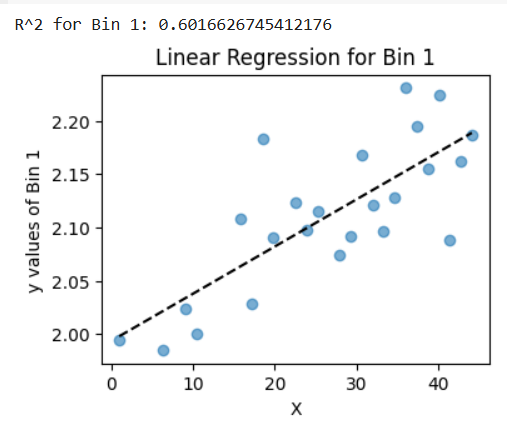 R^2 for Bin 1: 0.6016626745412176
Linear Regression for Bin 1
y values of Bin 1
2.20
2.15
2.10
2.05
2.00
0 10 20 30 40
X